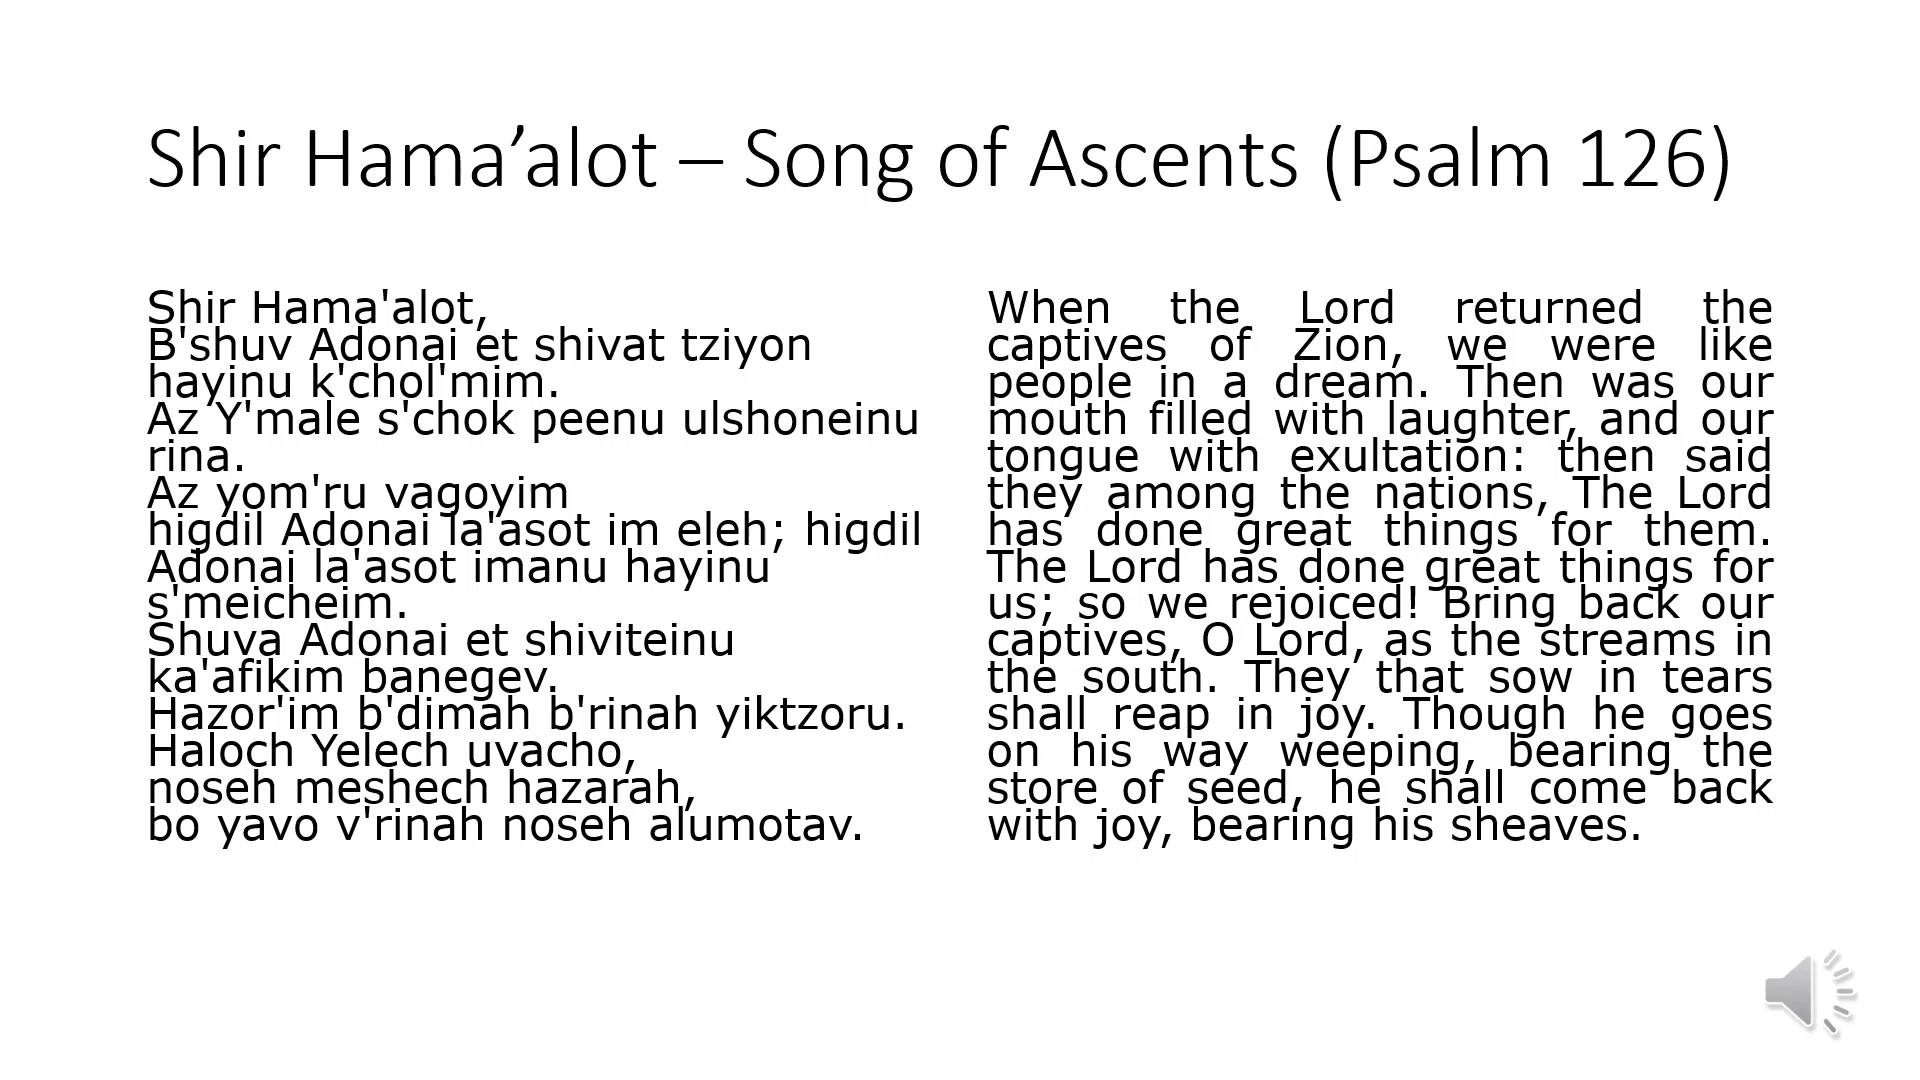 Shir Hama’alot – Song of Ascents (Psalm 126)
Shir Hama'alot,
B'shuv Adonai et shivat tziyon
hayinu k'chol'mim.
Az Y'male s'chok peenu ulshoneinu
rina.
Az yom'ru vagoyim
higdil Adonai la'asot im eleh; higdil
Adonai la'asot imanu hayinu
s'meicheim.
Shuva Adonai et shiviteinu
ka'afikim banegev.
Hazor'im b'dimah b'rinah yiktzoru.
Haloch Yelech uvacho,
noseh meshech hazarah,
bo yavo v'rinah noseh alumotav.
When the Lord returned the
captives of Zion, we were like
people in a dream. Then was our
mouth filled with laughter, and our
tongue with exultation: then said
they among the nations, The Lord
has done great things for them.
The Lord has done great things for
us; so we rejoiced! Bring back our
captives, O Lord, as the streams in
the south. They that sow in tears
shall reap in joy. Though he goes
on his way weeping, bearing the
store of seed, he shall come back
with joy, bearing his sheaves.